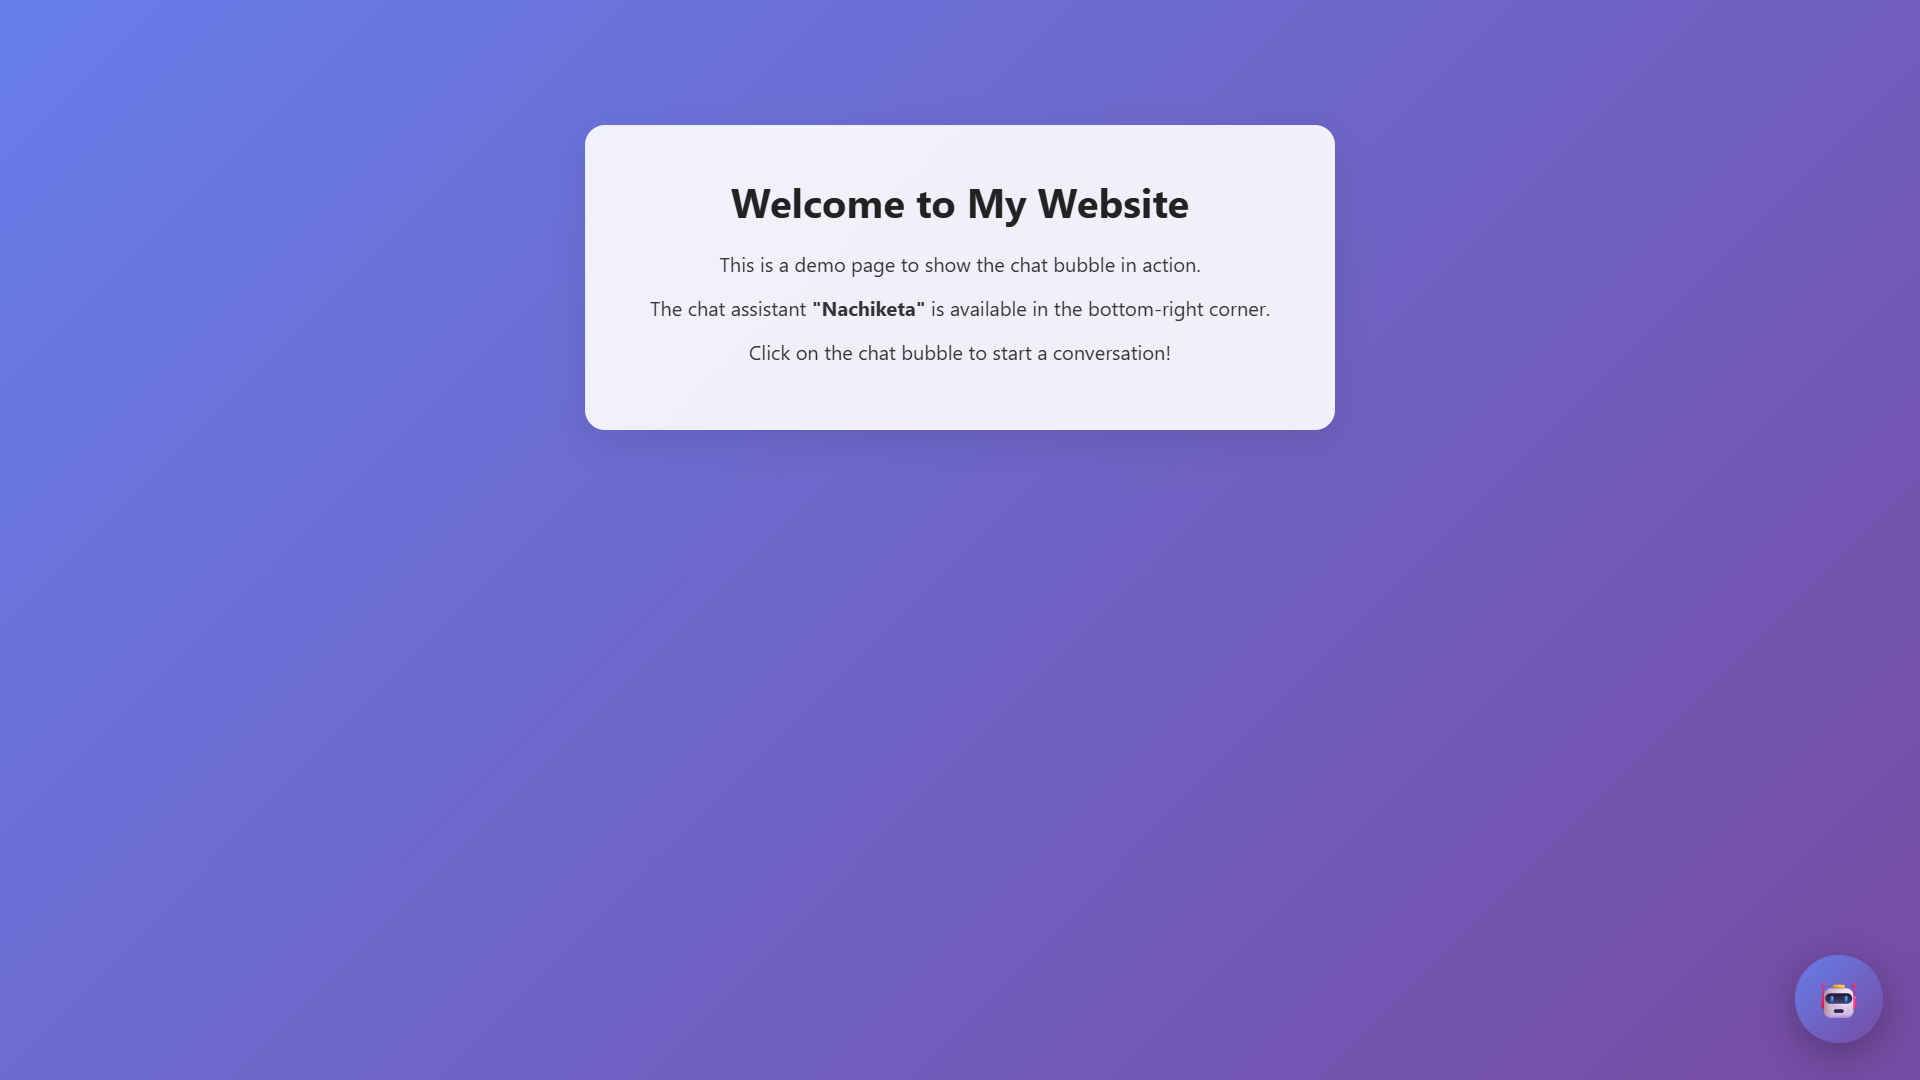 Welcome to My Website
This is a demo page to show the chat bubble in action.
The chat assistant "Nachiketa" is available in the bottom-right corner.
Click on the chat bubble to start a conversation!